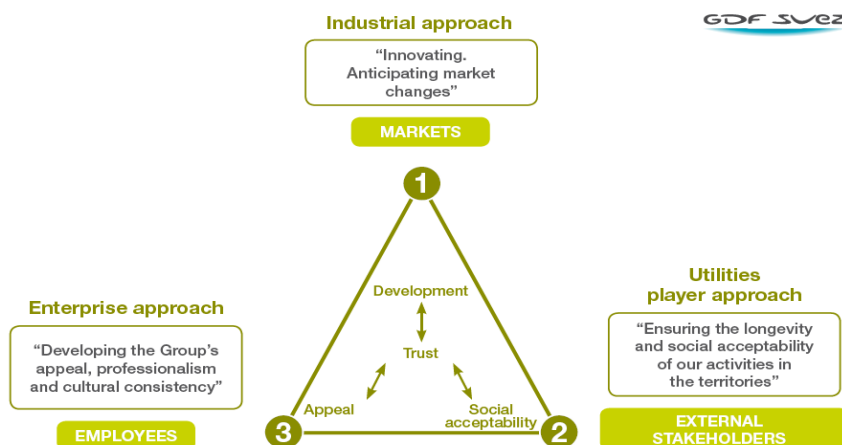 Industrial approach
GDF SUEZ
“Innovating.
Anticipating market
changes”
MARKETS
1
Development
Trust
Appeal
Social
acceptability
3
2
Enterprise approach
“Developing the Group’s
appeal, professionalism
and cultural consistency”
EMPLOYEES
Utilities
player approach
“Ensuring the longevity
and social acceptability
of our activities in
the territories”
EXTERNAL
STAKEHOLDERS